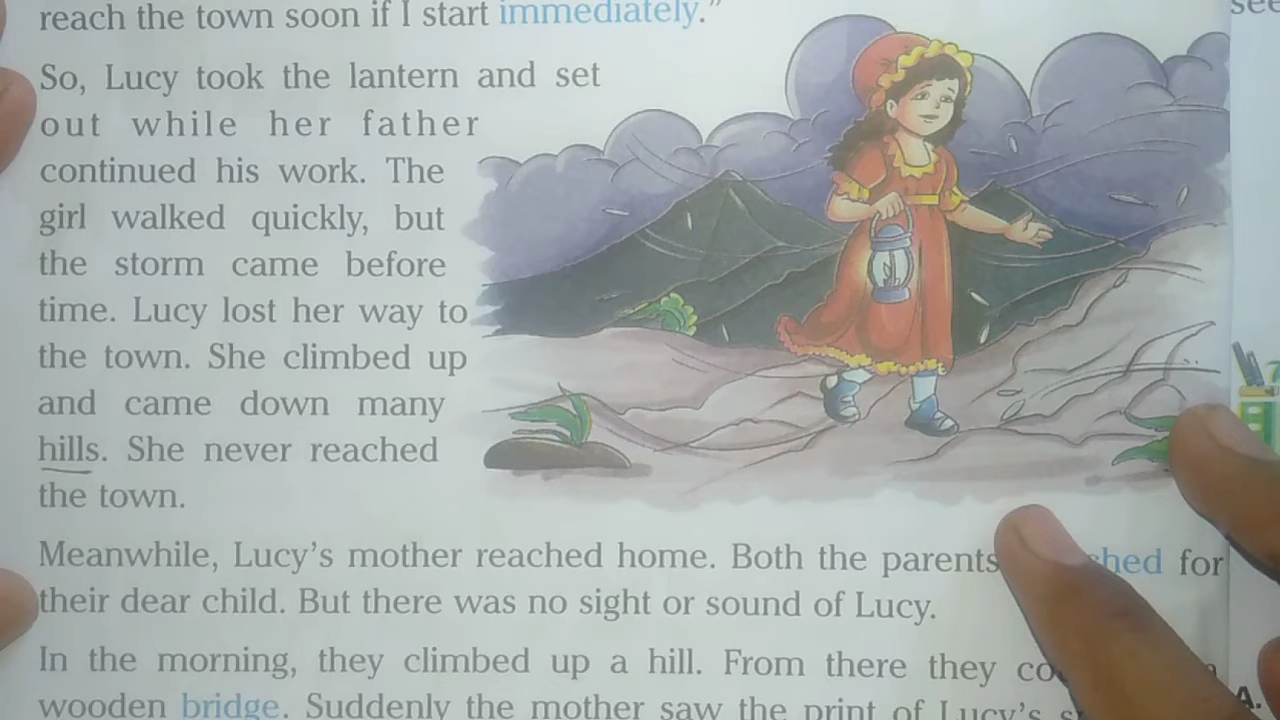 reach the town soon if I start immediately."
So, Lucy took the lantern and set
out while her father
continued his work. The
girl walked quickly, but
the storm came before
time. Lucy lost her way to
the town. She climbed up
and came down many
hills. She never reached
the town.
Meanwhile, Lucy's mother reached home. Both the parents for
their dear child. But there was no sight or sound of Lucy.
In the morning, they climbed up a hill. From there they
wooden bridge. Suddenly the mother saw the print of Lucy's
see
A.